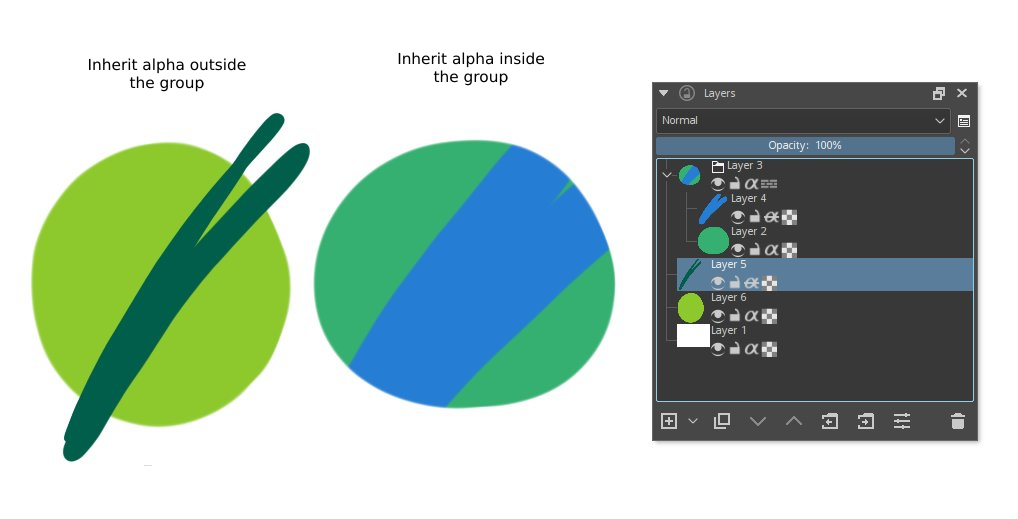 Inherit alpha outside
the group
Inherit alpha inside
the group
Layers
Normal
Opacity: 100%
Layer 3
Layer 4
Layer 2
Layer 5
Layer 6
Layer 1